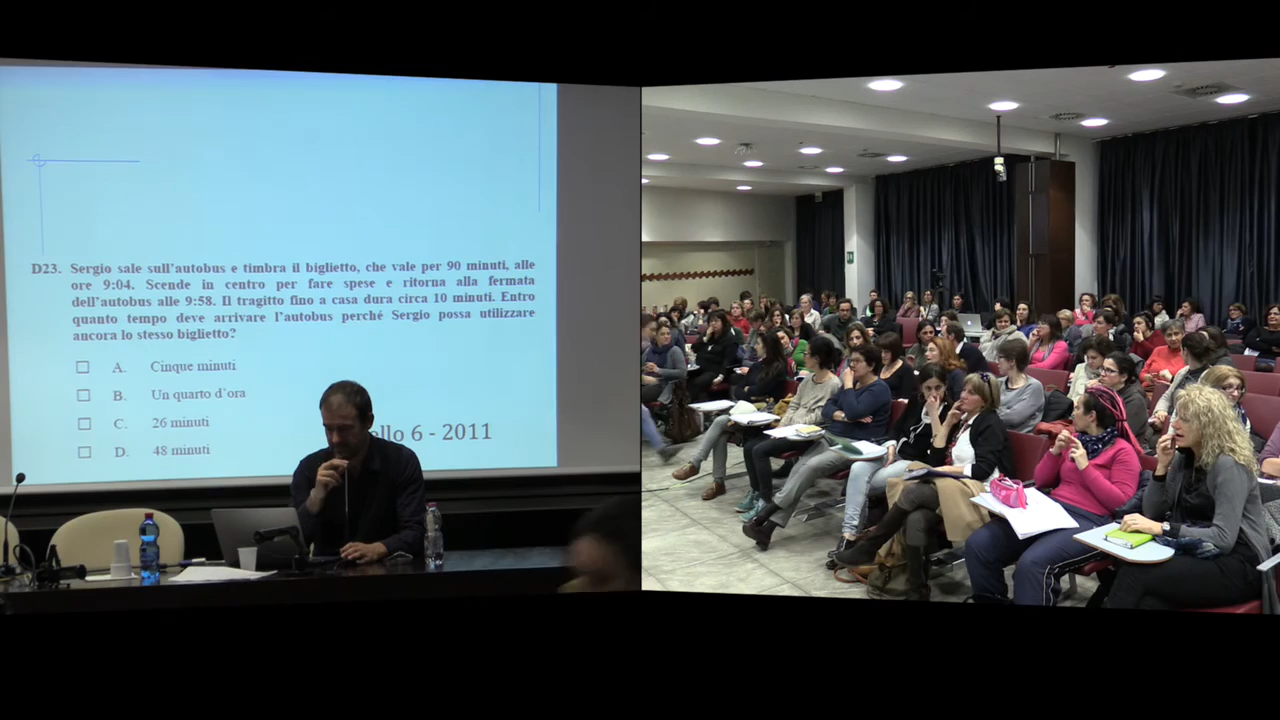 D23. Sergio sale sull'autobus e timbra il biglietto, che vale per 90 minuti, alle
ore 9:04. Scende in centro per fare spese e ritorna alla fermata
dell'autobus alle 9:58. Il tragitto fino a casa dura circa 10 minuti. Entro
quanto tempo deve arrivare l'autobus perché Sergio possa utilizzare
ancora lo stesso biglietto?
A. Cinque minuti
B. Un quarto d'ora
C. 26 minuti
D. 48 minuti
llo 6 - 2011